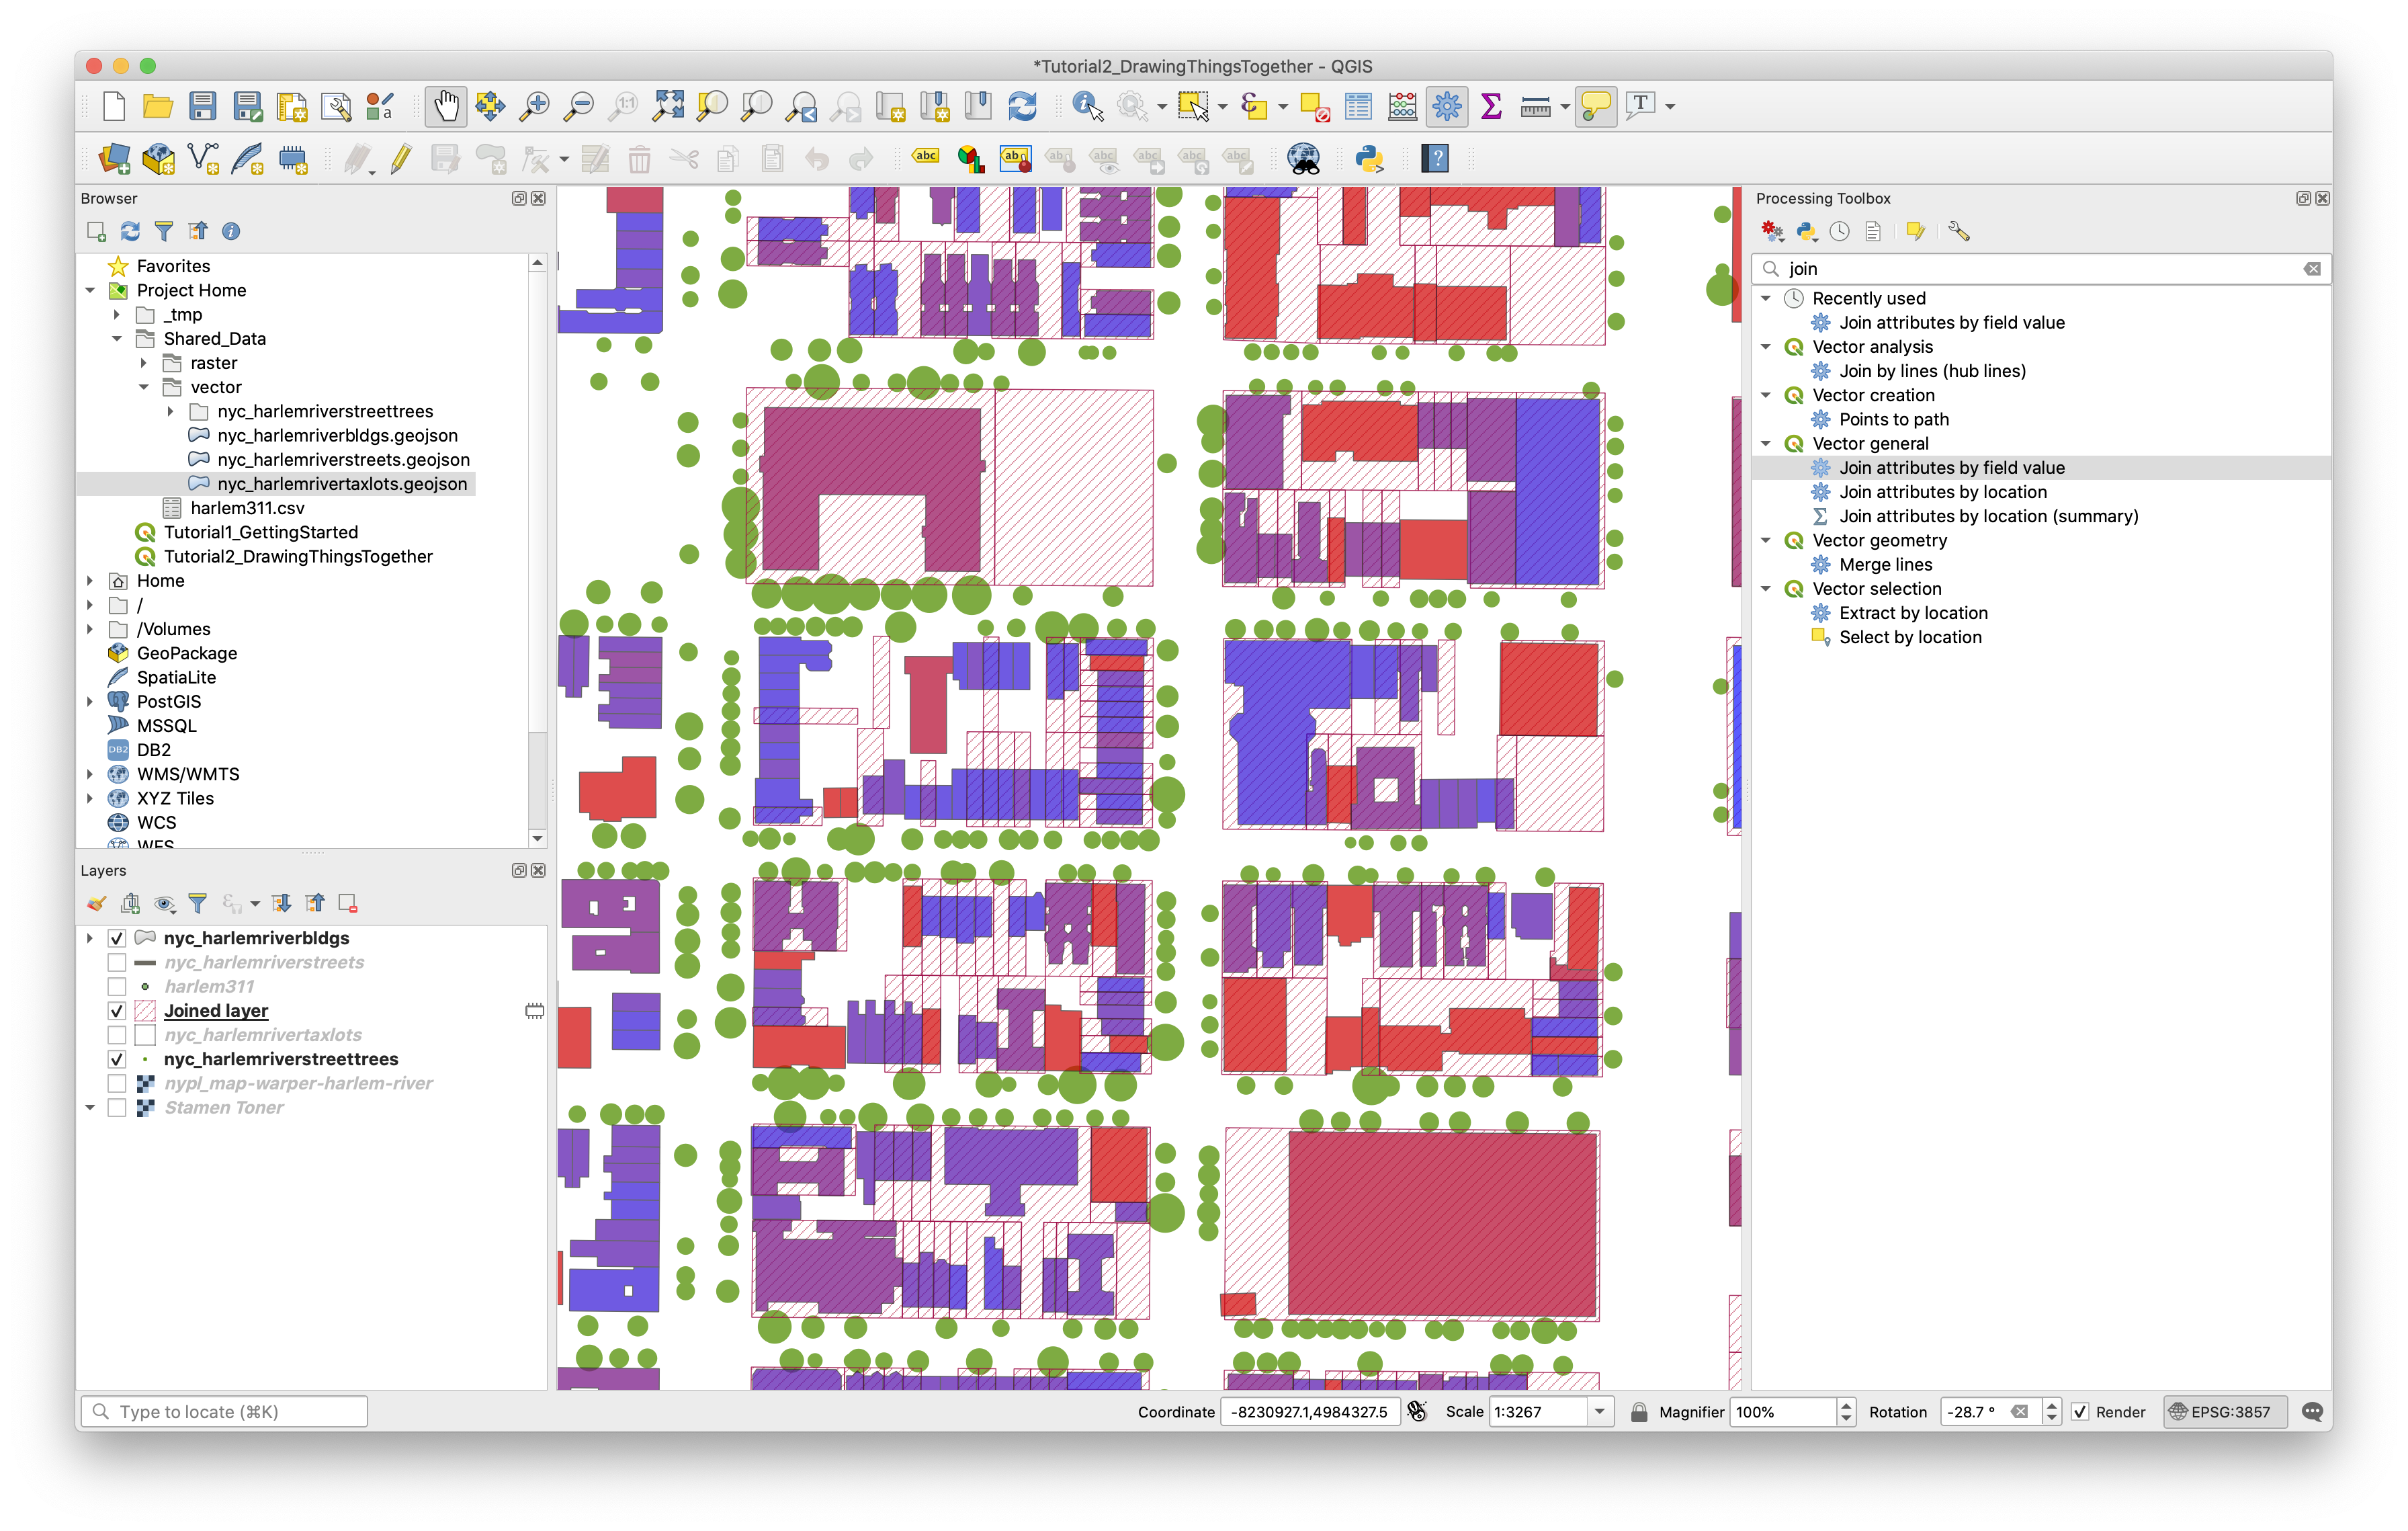 *Tutorial2_DrawingThingsTogether - QGIS
Browser
Favorites
Project Home
_tmp
Shared_Data
raster
vector
nyc_harlemriverstreettrees
nyc_harlemriverbldgs.geojson
nyc_harlemriverstreets.geojson
nyc_harlemrivertaxlots.geojson
harlem311.csv
Tutorial1_GettingStarted
Tutorial2_DrawingThingsTogether
Home
/
/Volumes
GeoPackage
SpatiaLite
PostGIS
MSSQL
DB2
WMS/WMTS
XYZ Tiles
WCS
WFS
Layers
nyc_harlemriverbldgs
nyc_harlemriverstreets
harlem311
Joined layer
nyc_harlemrivertaxlots
nyc_harlemriverstreettrees
nypl_map-warper-harlem-river
Stamen Toner
Processing Toolbox
join
Recently used
Join attributes by field value
Vector analysis
Join by lines (hub lines)
Vector creation
Points to path
Vector general
Join attributes by field value
Join attributes by location
Join attributes by location (summary)
Vector geometry
Merge lines
Vector selection
Extract by location
Select by location
Type to locate (⌘K)
Coordinate -8230927.1,4984327.5 Scale 1:3267 Magnifier 100% Rotation -28.7 ° Render EPSG:3857